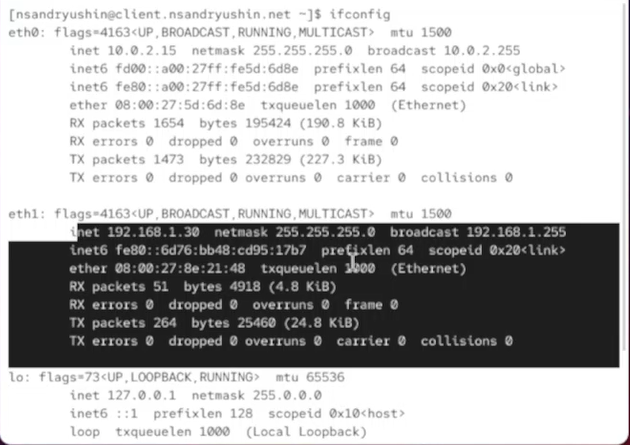 [nsandryushin@client.nsandryushin.net ~]$ ifconfig
eth0: flags=4163<UP,BROADCAST,RUNNING,MULTICAST>  mtu 1500
inet 10.0.2.15  netmask 255.255.255.0  broadcast 10.0.2.255
inet6 fd00::a00:27ff:fe5d:6d8e  prefixlen 64  scopeid 0x0<global>
inet6 fe80::a00:27ff:fe5d:6d8e  prefixlen 64  scopeid 0x20<link>
ether 08:00:27:5d:6d:8e  txqueuelen 1000  (Ethernet)
RX packets 1654  bytes 195424 (190.8 KiB)
RX errors 0  dropped 0  overruns 0  frame 0
TX packets 1473  bytes 232829 (227.3 KiB)
TX errors 0  dropped 0 overruns 0  carrier 0  collisions 0
eth1: flags=4163<UP,BROADCAST,RUNNING,MULTICAST>  mtu 1500
inet 192.168.1.30  netmask 255.255.255.0  broadcast 192.168.1.255
inet6 fe80::6d76:bb48:cd95:17b7  prefixlen 64  scopeid 0x20<link>
ether 08:00:27:8e:21:48  txqueuelen 1000  (Ethernet)
RX packets 51  bytes 4918 (4.8 KiB)
RX errors 0  dropped 0  overruns 0  frame 0
TX packets 264  bytes 25460 (24.8 KiB)
TX errors 0  dropped 0 overruns 0  carrier 0  collisions 0
lo: flags=73<UP,LOOPBACK,RUNNING>  mtu 65536
inet 127.0.0.1  netmask 255.0.0.0
inet6 ::1  prefixlen 128  scopeid 0x10<host>
loop  txqueuelen 1000  (Local Loopback)